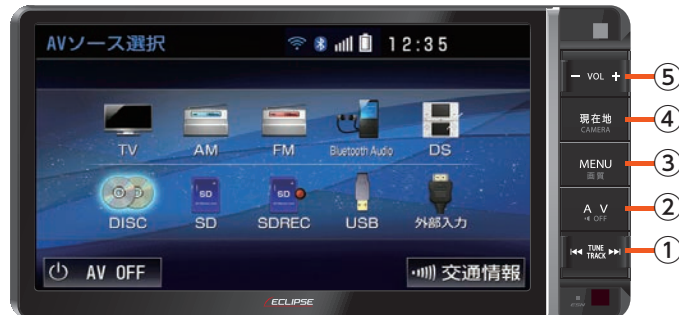 AVソース選択 12:35
TV AM FM Bluetooth Audio DS
DISC SD SDREC USB 外部入力
AV OFF 交通情報
ECLIPSE
− VOL + ⑤
現在地 ④
CAMERA
MENU ③
画質
A V ②
OFF
TUNE ①
TRACK
ESN